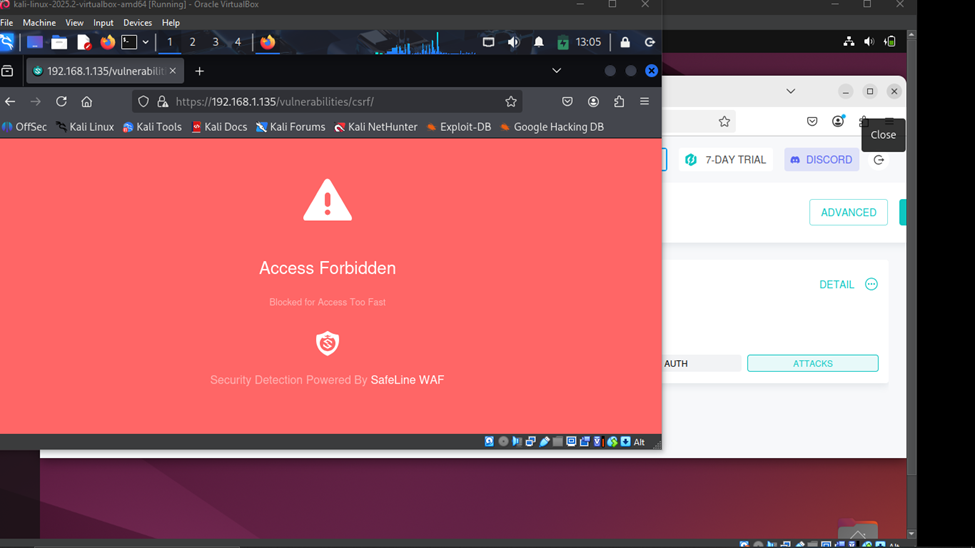 kali-linux-2025.2-virtualbox-amd64 [Running] - Oracle VirtualBox
File Machine View Input Devices Help
1 2 3 4 13:05
192.168.1.135/vulnerabiliti
https://192.168.1.135/vulnerabilities/csrf/
OffSec Kali Linux Kali Tools Kali Docs Kali Forums Kali NetHunter Exploit-DB Google Hacking DB
Close
7-DAY TRIAL DISCORD
ADVANCED
Access Forbidden
DETAIL
Blocked for Access Too Fast
AUTH ATTACKS
Security Detection Powered By SafeLine WAF
Alt
Alt